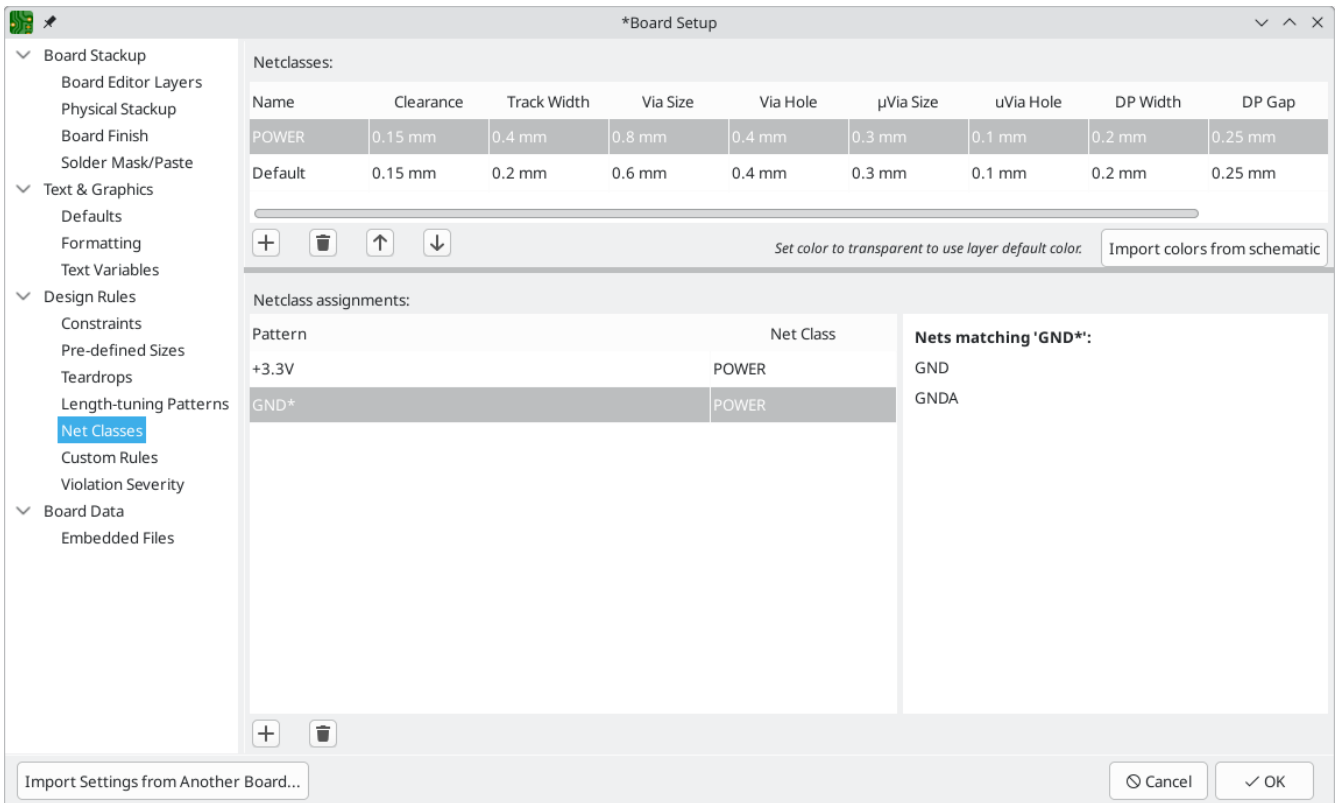 *Board Setup
Board Stackup
Board Editor Layers
Physical Stackup
Board Finish
Solder Mask/Paste
Text & Graphics
Defaults
Formatting
Text Variables
Design Rules
Constraints
Pre-defined Sizes
Teardrops
Length-tuning Patterns
Net Classes
Custom Rules
Violation Severity
Board Data
Embedded Files
Netclasses:
Name Clearance Track Width Via Size Via Hole µVia Size uVia Hole DP Width DP Gap
POWER 0.15 mm 0.4 mm 0.8 mm 0.4 mm 0.3 mm 0.1 mm 0.2 mm 0.25 mm
Default 0.15 mm 0.2 mm 0.6 mm 0.4 mm 0.3 mm 0.1 mm 0.2 mm 0.25 mm
Set color to transparent to use layer default color. Import colors from schematic
Netclass assignments:
Pattern Net Class
+3.3V POWER
GND* POWER
Nets matching 'GND*':
GND
GNDA
Import Settings from Another Board... Cancel OK